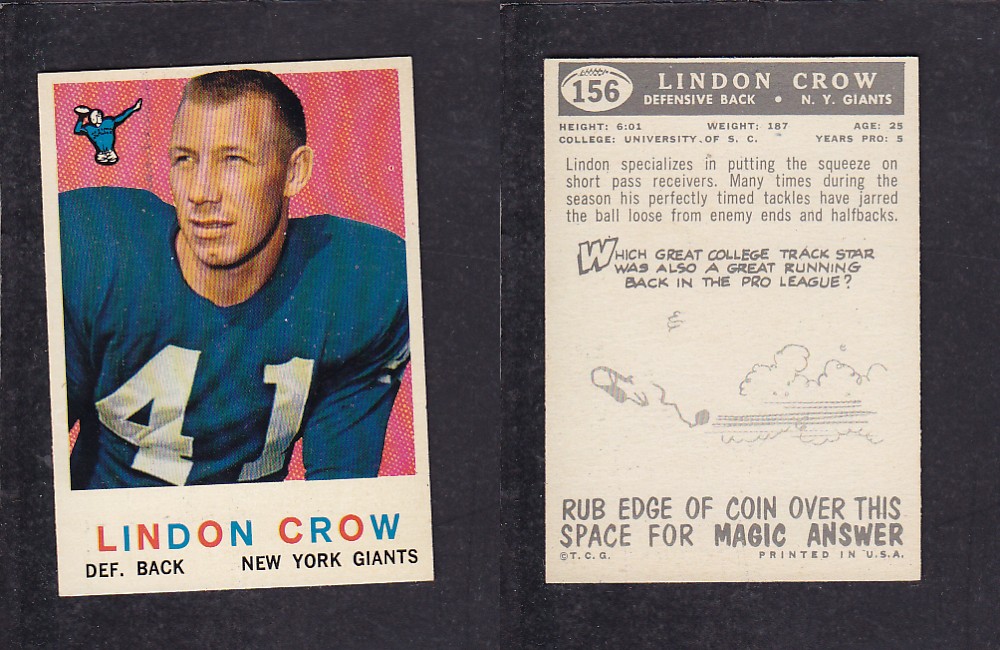 41
LINDON CROW
DEF. BACK NEW YORK GIANTS
156
LINDON CROW
DEFENSIVE BACK • N. Y. GIANTS
HEIGHT: 6:01 WEIGHT: 187 AGE: 25
COLLEGE: UNIVERSITY OF S. C. YEARS PRO: 5
Lindon specializes in putting the squeeze on
short pass receivers. Many times during the
season his perfectly timed tackles have jarred
the ball loose from enemy ends and halfbacks.
WHICH GREAT COLLEGE TRACK STAR
WAS ALSO A GREAT RUNNING
BACK IN THE PRO LEAGUE?
RUB EDGE OF COIN OVER THIS
SPACE FOR MAGIC ANSWER
©T.C.G. PRINTED IN U.S.A.